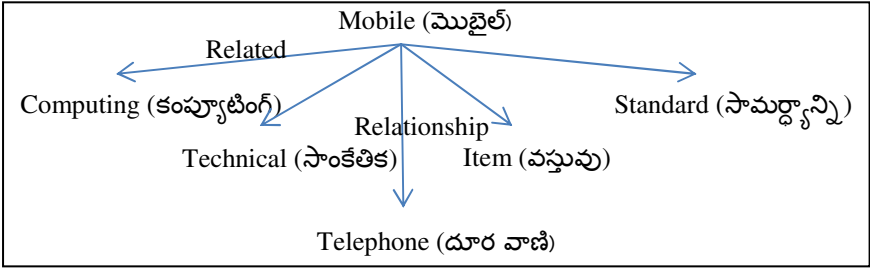 Mobile (మొబైల్)
Related
Computing (కంప్యూటింగ్)
Standard (సామర్ధ్యాన్ని)
Relationship
Technical (సాంకేతిక)
Item (వస్తువు)
Telephone (దూర వాణి)